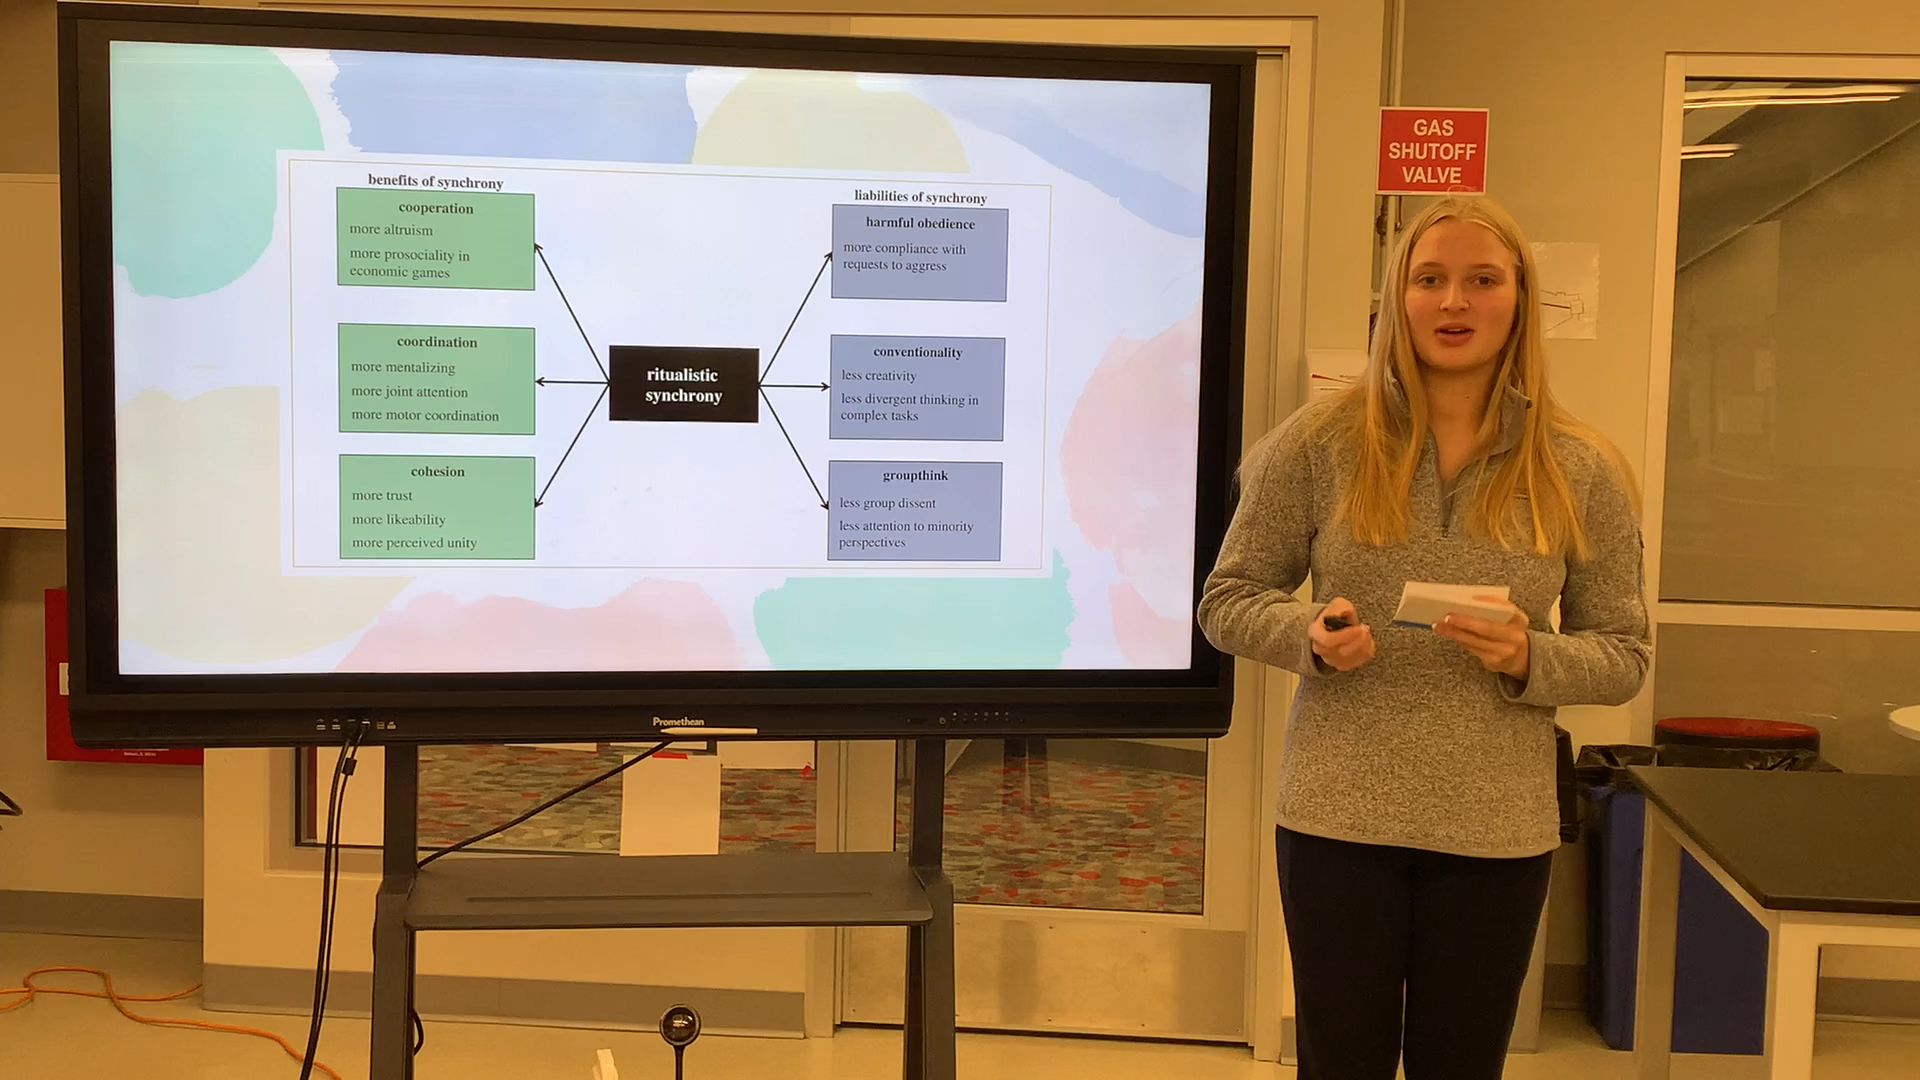 benefits of synchrony
cooperation
more altruism
more prosociality in
economic games
coordination
more mentalizing
more joint attention
more motor coordination
cohesion
more trust
more likeability
more perceived unity
ritualistic
synchrony
liabilities of synchrony
harmful obedience
more compliance with
requests to aggress
conventionality
less creativity
less divergent thinking in
complex tasks
groupthink
less group dissent
less attention to minority
perspectives
Promethean
GAS
SHUTOFF
VALVE